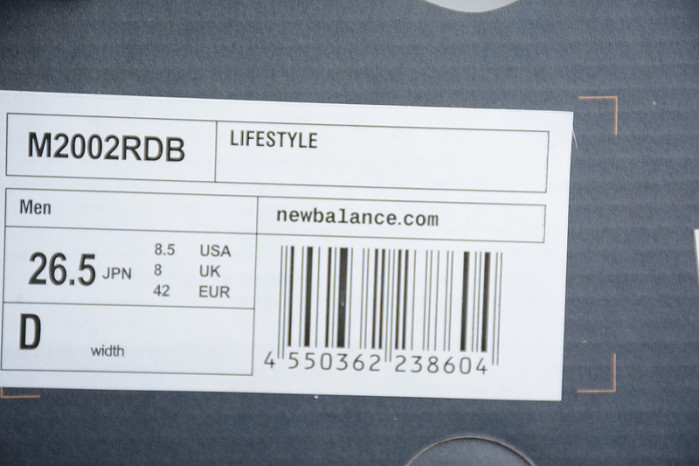 M2002RDB
LIFESTYLE
Men
newbalance.com
26.5 JPN
8.5 USA
8 UK
42 EUR
D width
4 550362 238604